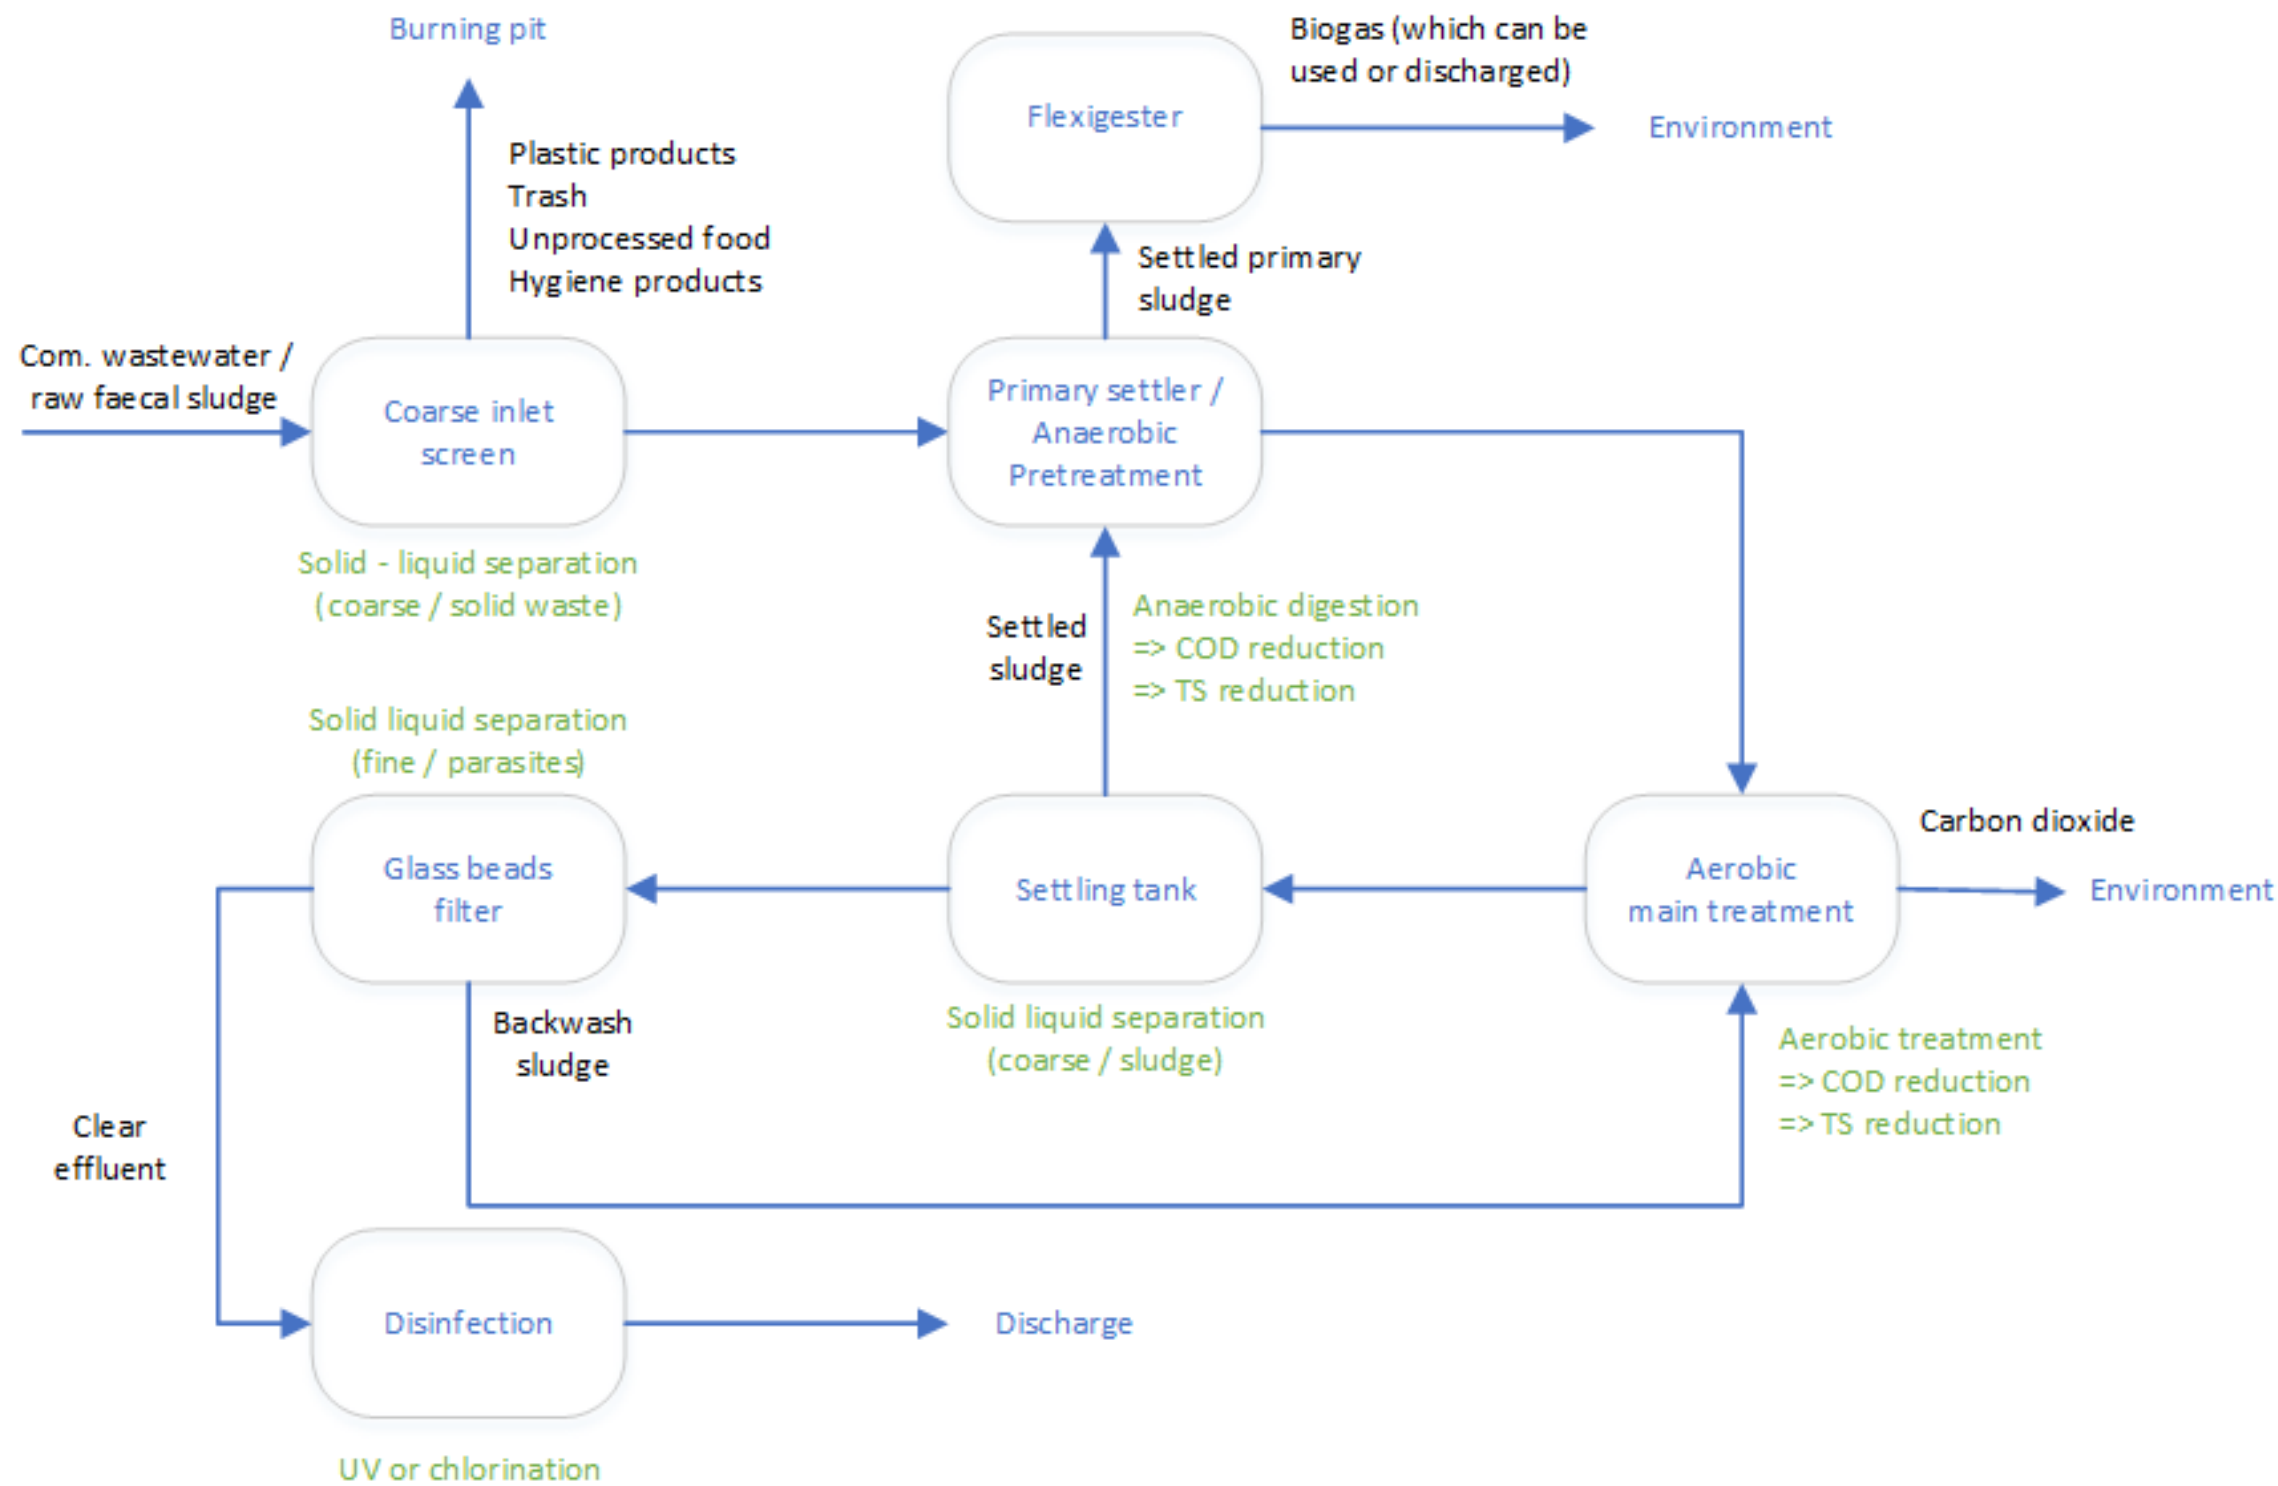 Burning pit
Biogas (which can be
used or discharged)
Flexigester
Environment
Plastic products
Trash
Unprocessed food
Hygiene products
Settled primary
sludge
Com. wastewater /
raw faecal sludge
Coarse inlet
screen
Primary settler /
Anaerobic
Pretreatment
Solid - liquid separation
(coarse / solid waste)
Settled
sludge
Anaerobic digestion
=> COD reduction
=> TS reduction
Solid liquid separation
(fine / parasites)
Glass beads
filter
Settling tank
Aerobic
main treatment
Carbon dioxide
Environment
Backwash
sludge
Solid liquid separation
(coarse / sludge)
Aerobic treatment
=> COD reduction
=> TS reduction
Clear
effluent
Disinfection
Discharge
UV or chlorination